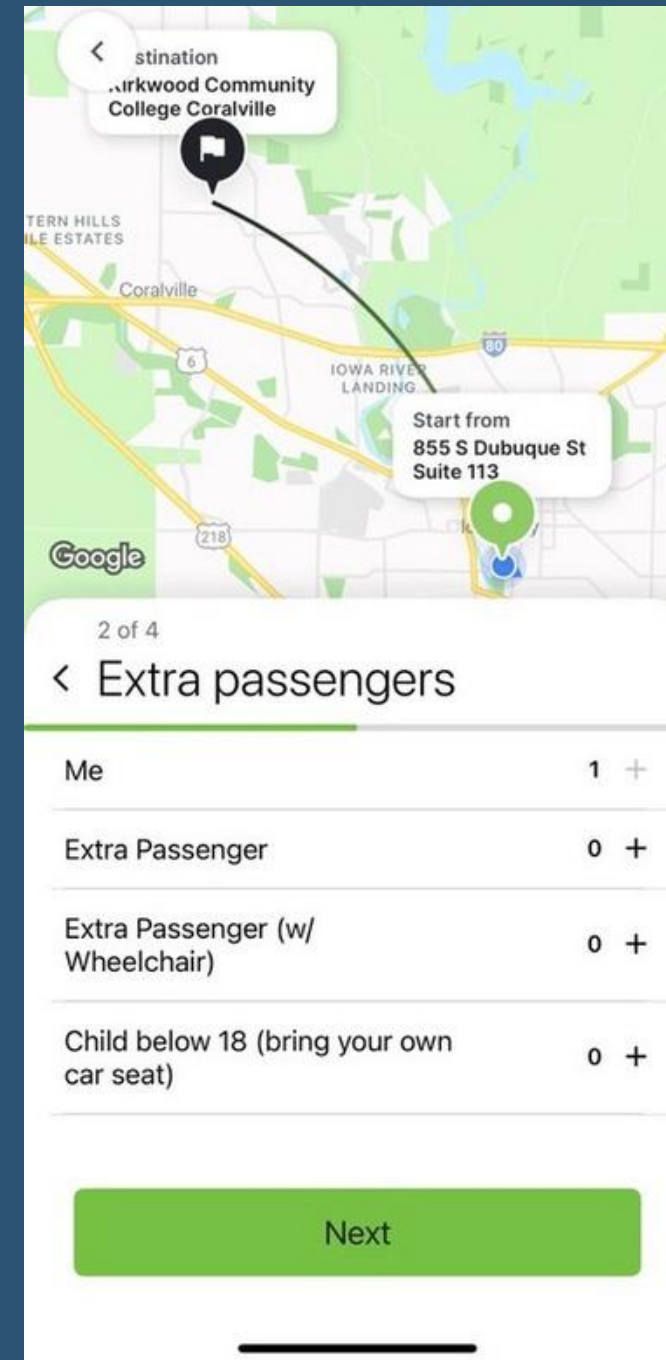 stination
Kirkwood Community
College Coralville
TERN HILLS
ILE ESTATES
Coralville
6
80
IOWA RIVER
LANDING
Start from
855 S Dubuque St
Suite 113
218
Google
2 of 4
Extra passengers
Me 1 +
Extra Passenger 0 +
Extra Passenger (w/
Wheelchair) 0 +
Child below 18 (bring your own
car seat) 0 +
Next